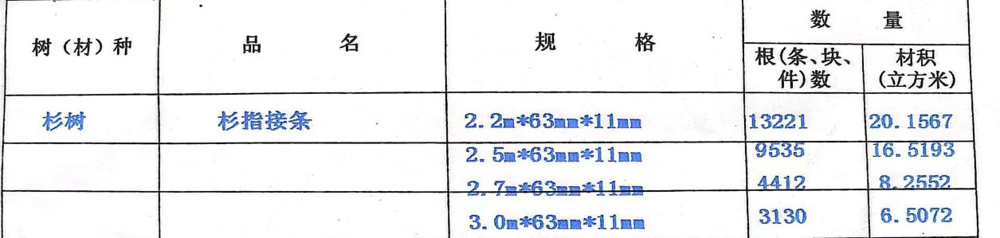 树（材）种 品名 规格 数量
根(条、块、件)数 材积(立方米)
杉树 杉指接条 2.2m*63mm*11mm 13221 20.1567
2.5m*63mm*11mm 9535 16.5193
2.7m*63mm*11mm 4412 8.2552
3.0m*63mm*11mm 3130 6.5072